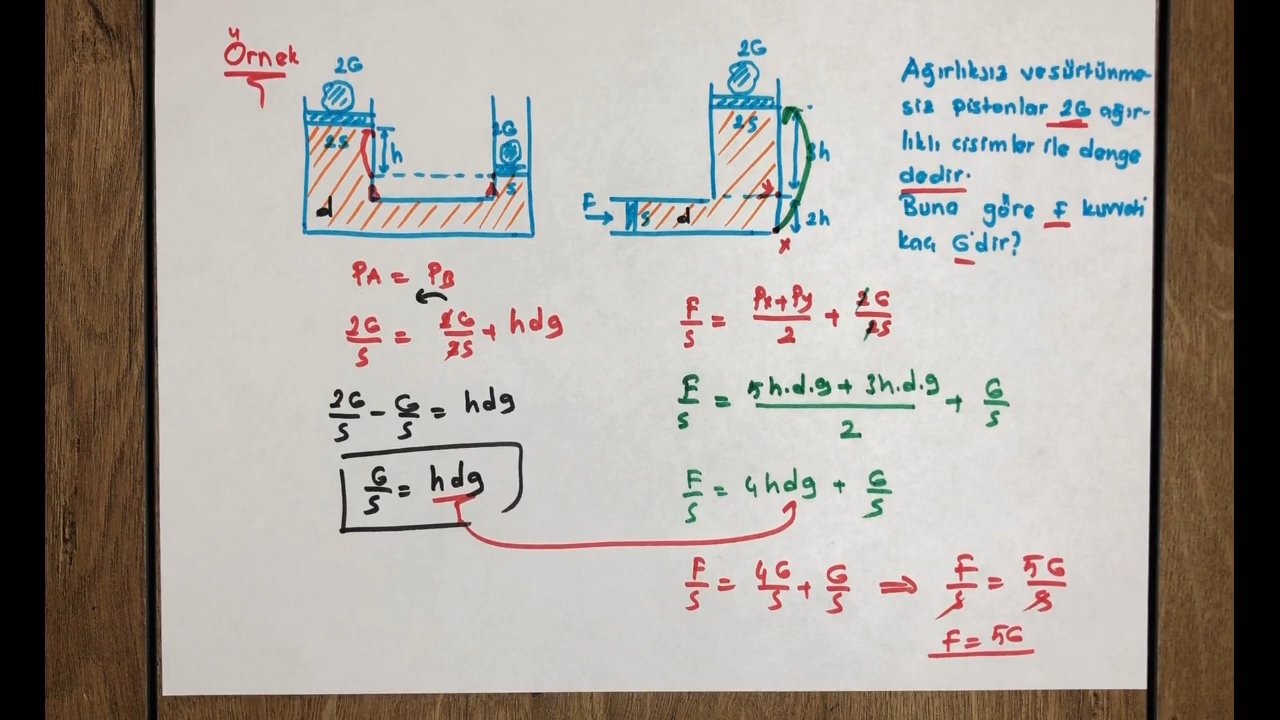 Örnek
2G
2S
h
2G
S
d
2G
2S
3h
2h
F
S
d
x
y
Ağırlıksız ve sürtünme-
siz pistonlar 2G ağır-
lıklı cisimler ile denge
dedir.
Buna göre F kuvveti
kaç G'dir?
PA = PB
2G/S = 2G/2S + hdg
2G/S - G/S = hdg
G/S = hdg
F/S = Px+Py/2 + 2G/2S
F/S = 5h.d.g + 3h.d.g/2 + G/S
F/S = 4hdg + G/S
F/S = 4G/S + G/S ⇒ F/S = 5G/S
F = 5G